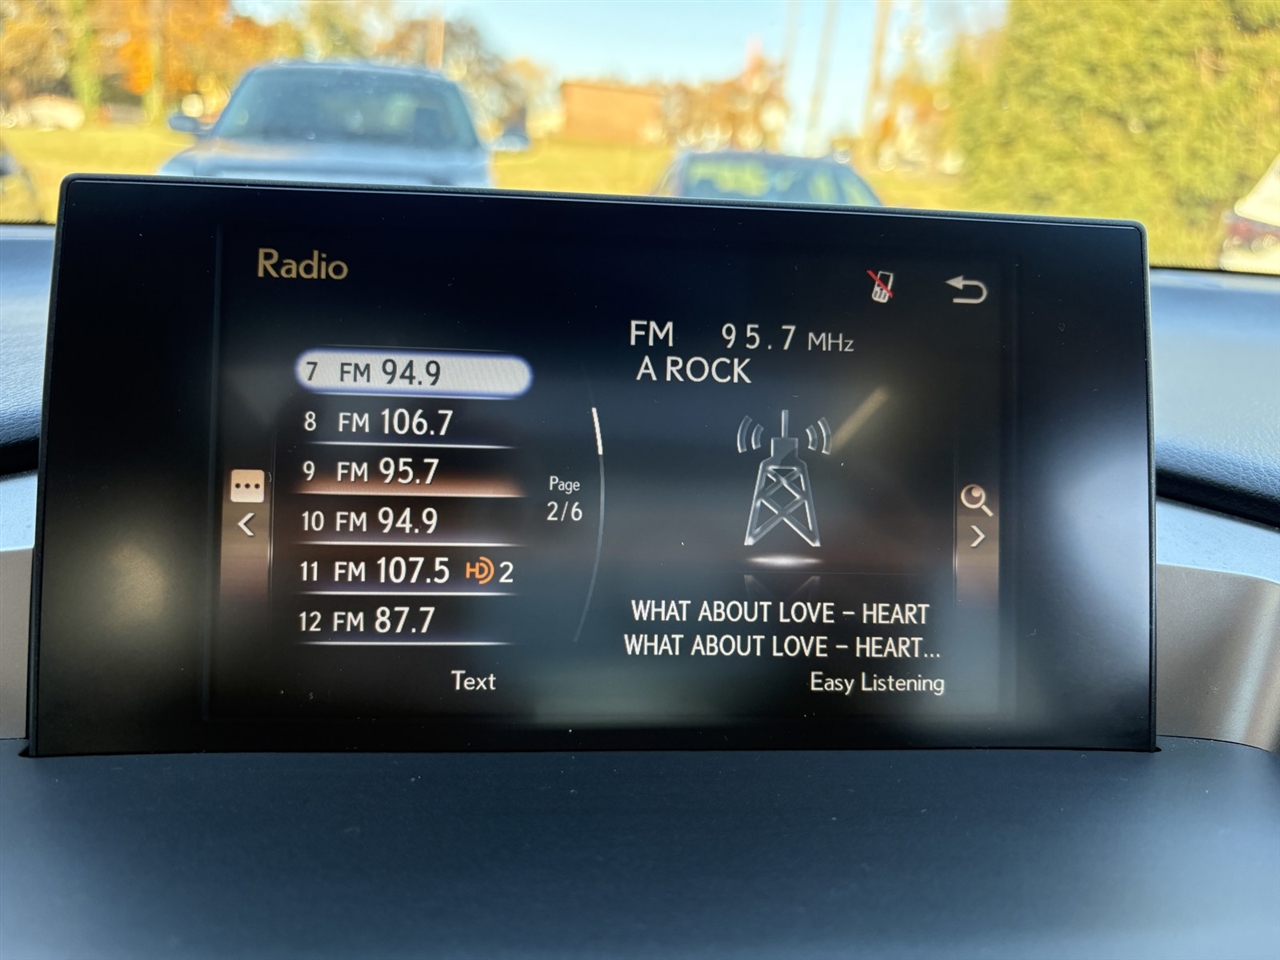 Radio
FM 95.7 MHz
A ROCK
7 FM 94.9
8 FM 106.7
9 FM 95.7
10 FM 94.9
11 FM 107.5 HD 2
12 FM 87.7
Page
2/6
WHAT ABOUT LOVE – HEART
WHAT ABOUT LOVE – HEART...
Text
Easy Listening